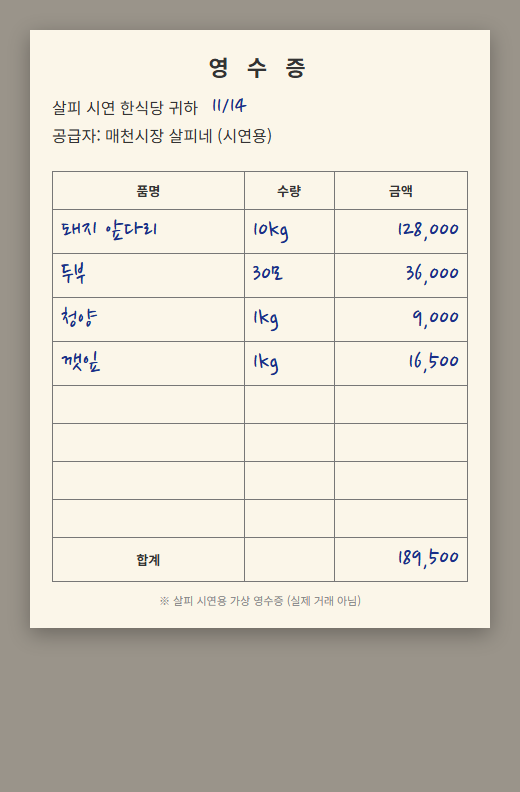 영 수 증
살피 시연 한식당 귀하 11/14
공급자: 매천시장 살피네 (시연용)
품명 수량 금액
돼지 앞다리 10kg 128,000
두부 30모 36,000
청양 1kg 9,000
깻잎 1kg 16,500
합계 189,500
※ 살피 시연용 가상 영수증 (실제 거래 아님)